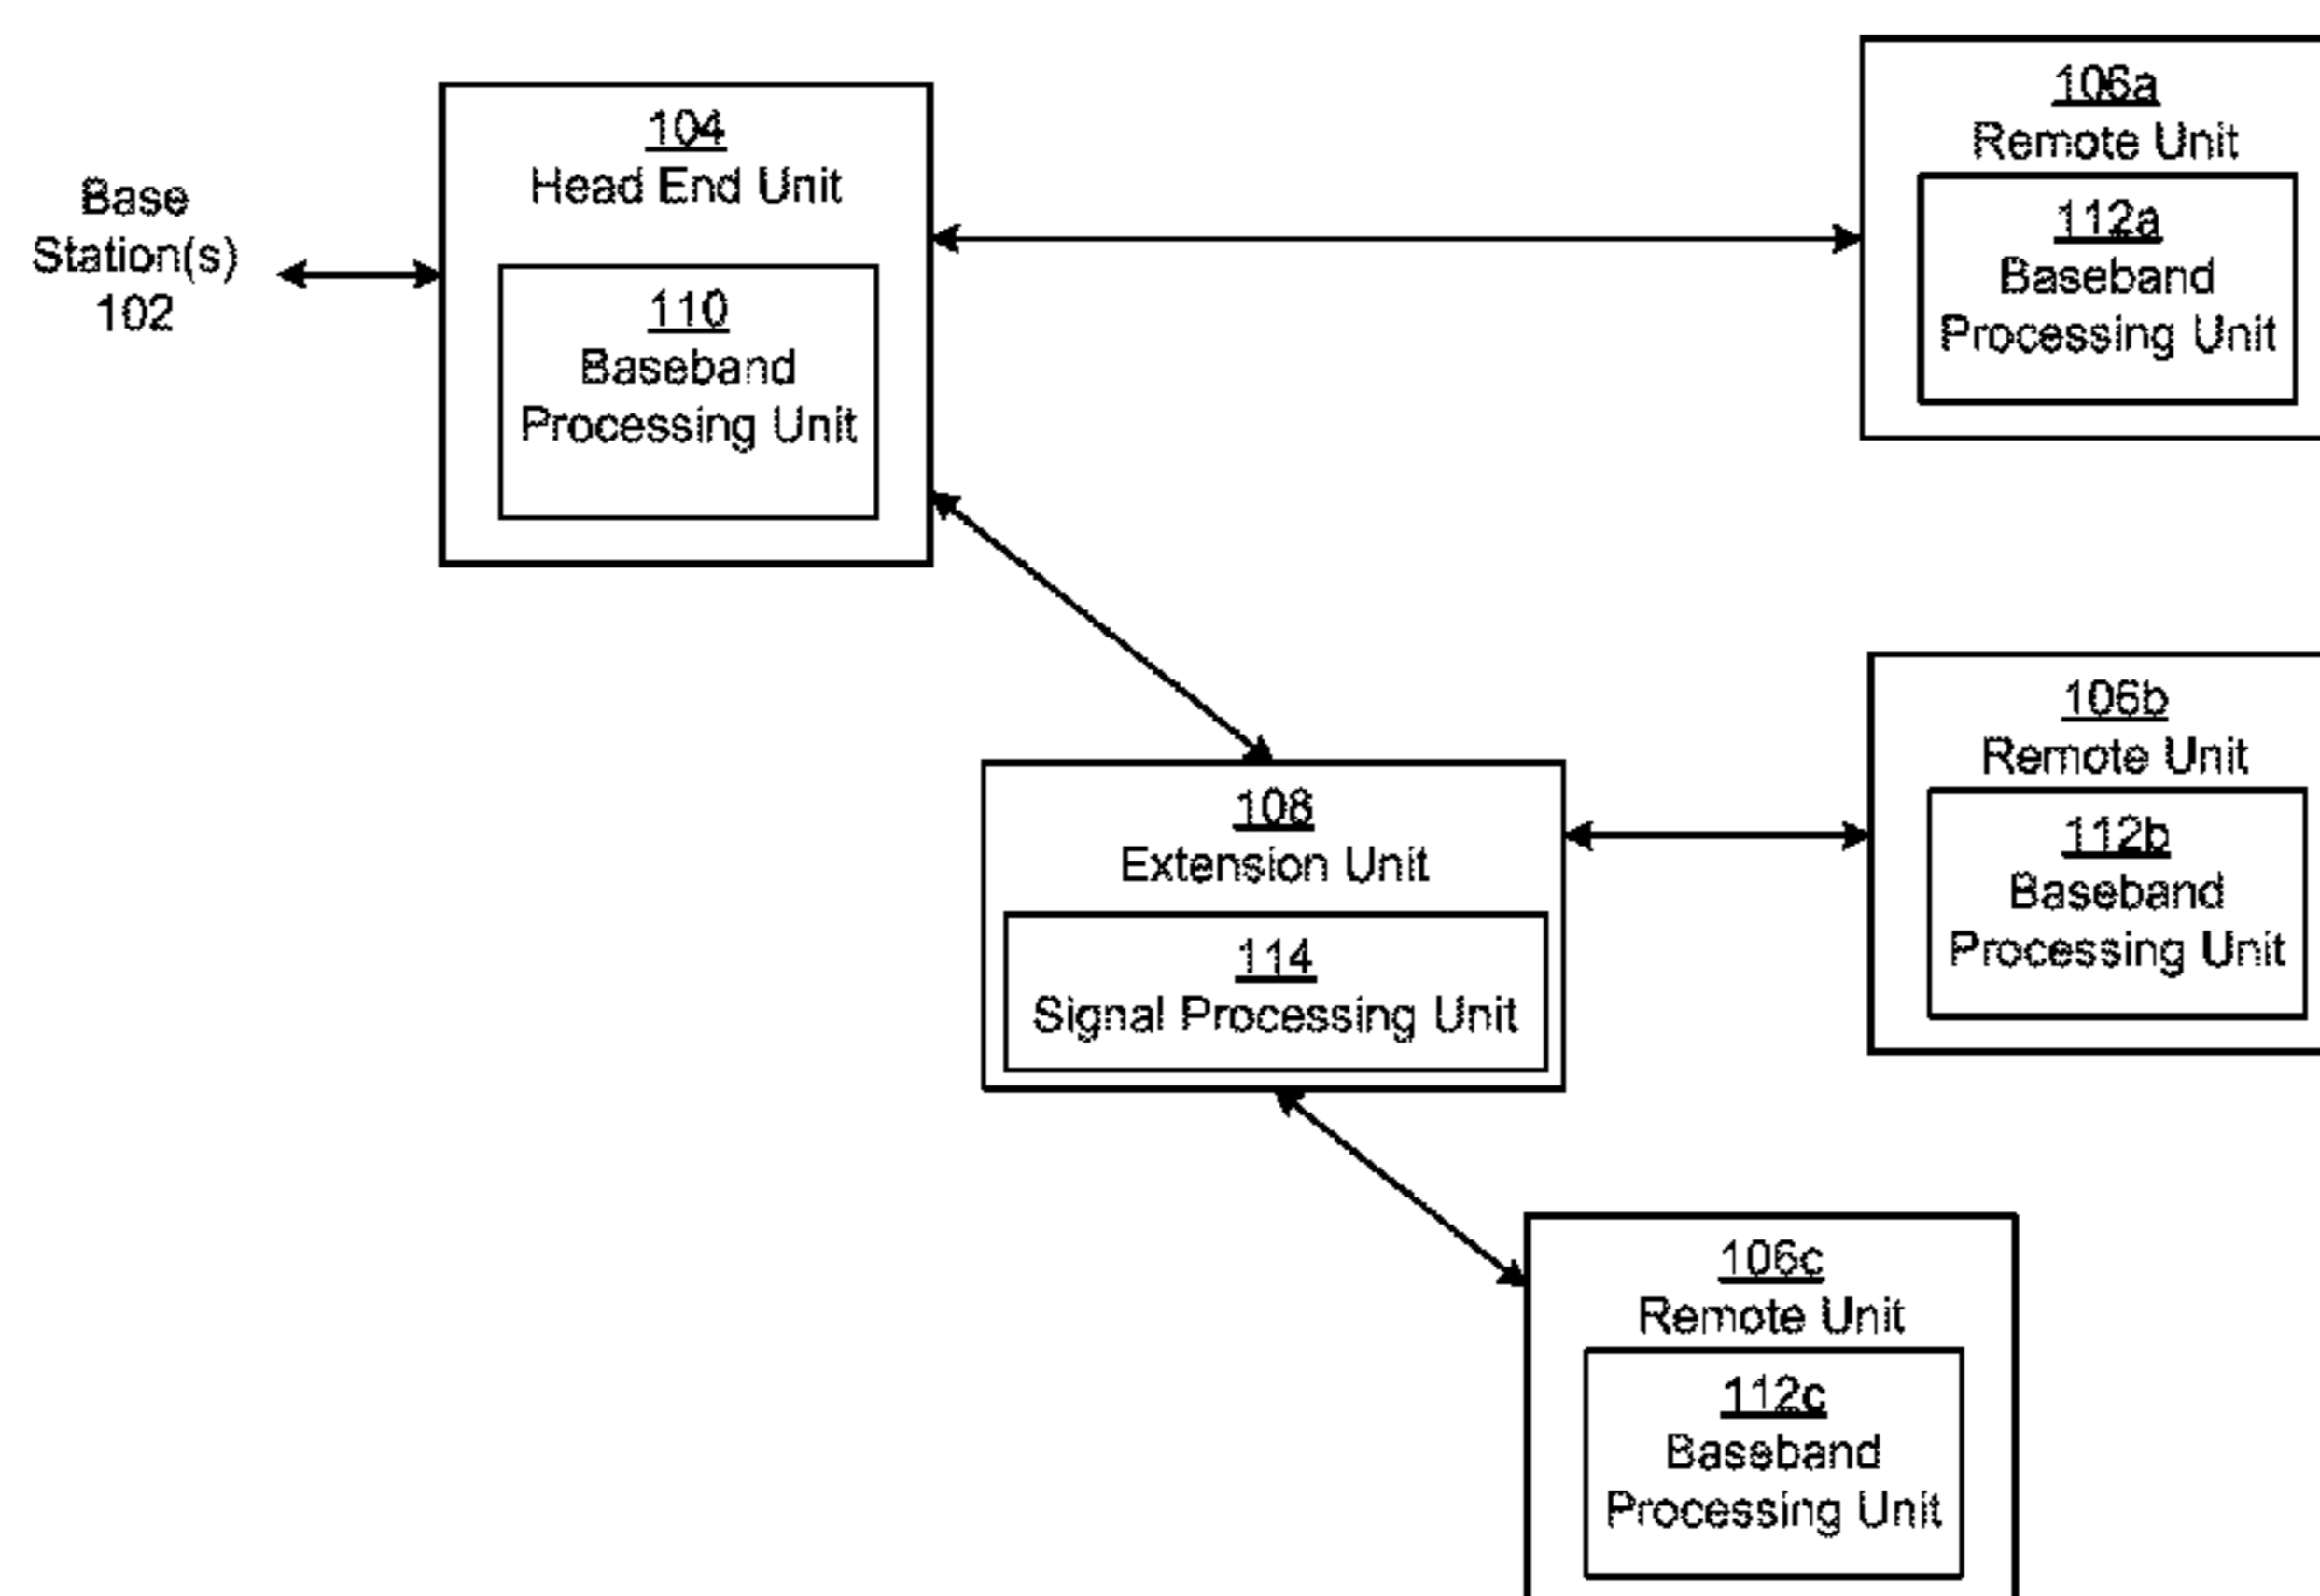 Base
Station(s)
102
104
Head End Unit
110
Baseband
Processing Unit
106a
Remote Unit
112a
Baseband
Processing Unit
108
Extension Unit
114
Signal Processing Unit
106b
Remote Unit
112b
Baseband
Processing Unit
106c
Remote Unit
112c
Baseband
Processing Unit